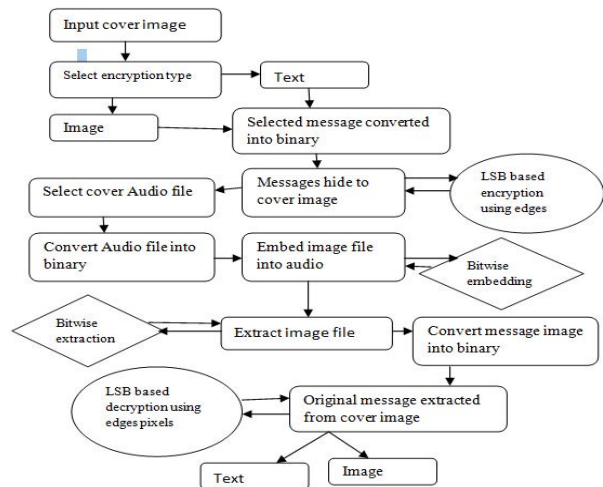 Input cover image
Select encryption type
Text
Image
Selected message converted
into binary
Select cover Audio file
Messages hide to
cover image
LSB based
encryption
using edges
Convert Audio file into
binary
Embed image file
into audio
Bitwise
embedding
Bitwise
extraction
Extract image file
Convert message image
into binary
LSB based
decryption using
edges pixels
Original message extracted
from cover image
Text
Image